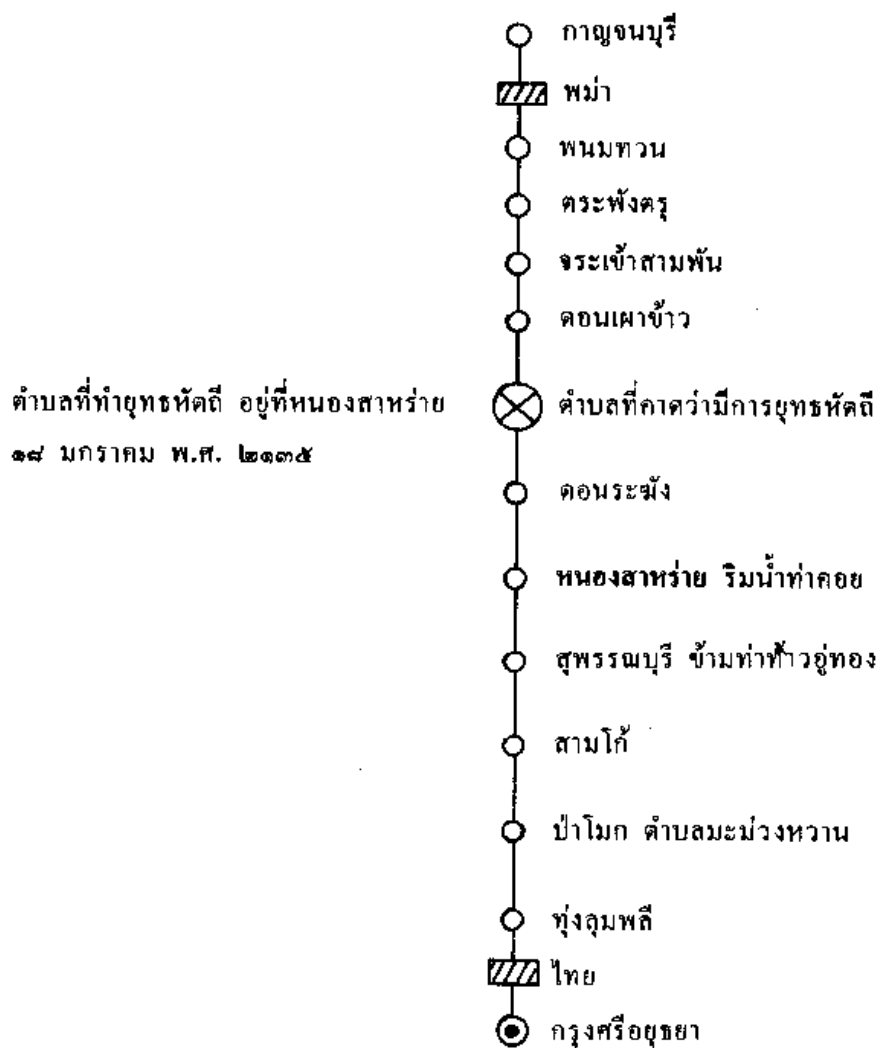 กาญจนบุรี
พม่า
พนมทวน
ตระพังตรุ
จระเข้าสามพัน
ดอนเผาข้าว
ตำบลที่ทำยุทธหัตถี อยู่ที่หนองสาหร่าย
๑๘ มกราคม พ.ศ. ๒๑๓๕
ตำบลที่คาดว่ามีการยุทธหัตถี
ดอนระฆัง
หนองสาหร่าย ริมน้ำท่าคอย
สุพรรณบุรี ข้ามท่าท้าวอู่ทอง
สามโก้
ป่าโมก ตำบลมะม่วงหวาน
ทุ่งลุมพลี
ไทย
กรุงศรีอยุธยา